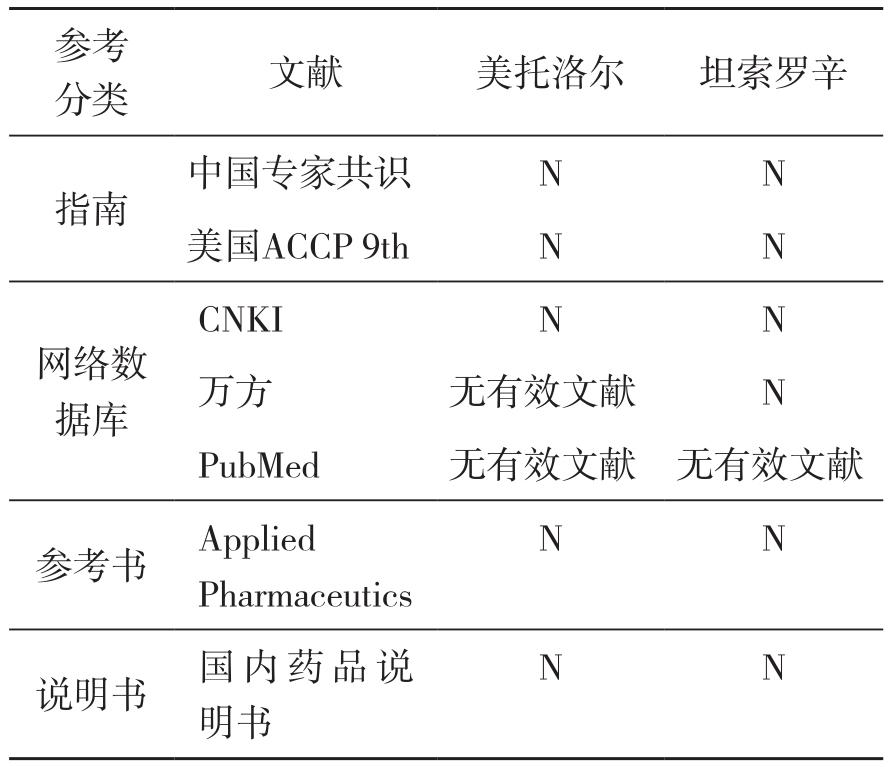 参考
分类 文献 美托洛尔 坦索罗辛
指南 中国专家共识 N N
美国ACCP 9th N N
网络数
据库 CNKI N N
万方 无有效文献 N
PubMed 无有效文献 无有效文献
参考书 Applied
Pharmaceutics N N
说明书 国内药品说
明书 N N